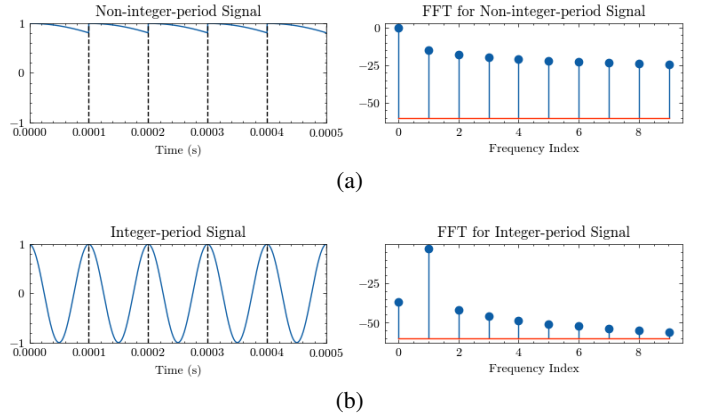 Non-integer-period Signal
FFT for Non-integer-period Signal
1
0
−1
0.0000 0.0001 0.0002 0.0003 0.0004 0.0005
Time (s)
0
−25
−50
0 2 4 6 8
Frequency Index
(a)
Integer-period Signal
FFT for Integer-period Signal
1
0
−1
0.0000 0.0001 0.0002 0.0003 0.0004 0.0005
Time (s)
−25
−50
0 2 4 6 8
Frequency Index
(b)